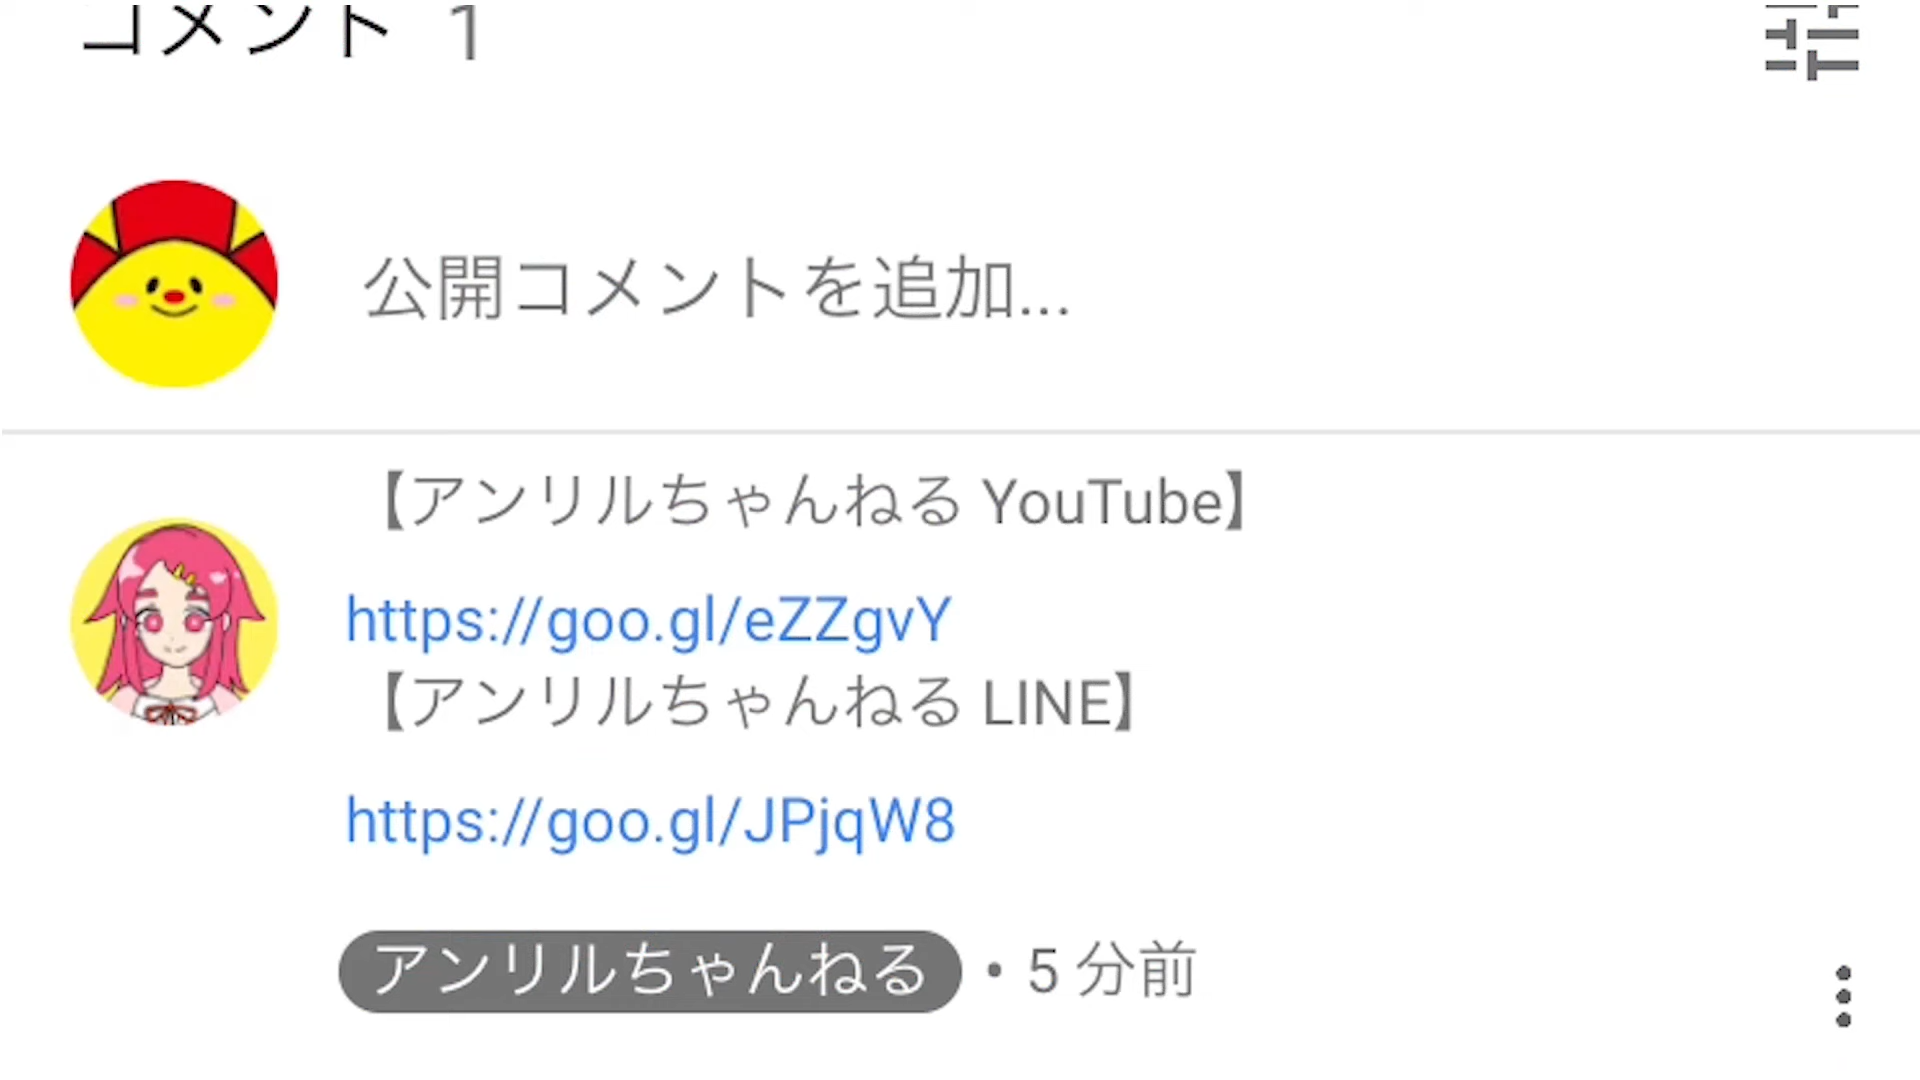 コメント 1
公開コメントを追加...
【アンリルちゃんねる YouTube】
https://goo.gl/eZZgvY
【アンリルちゃんねる LINE】
https://goo.gl/JPjqW8
アンリルちゃんねる • 5 分前